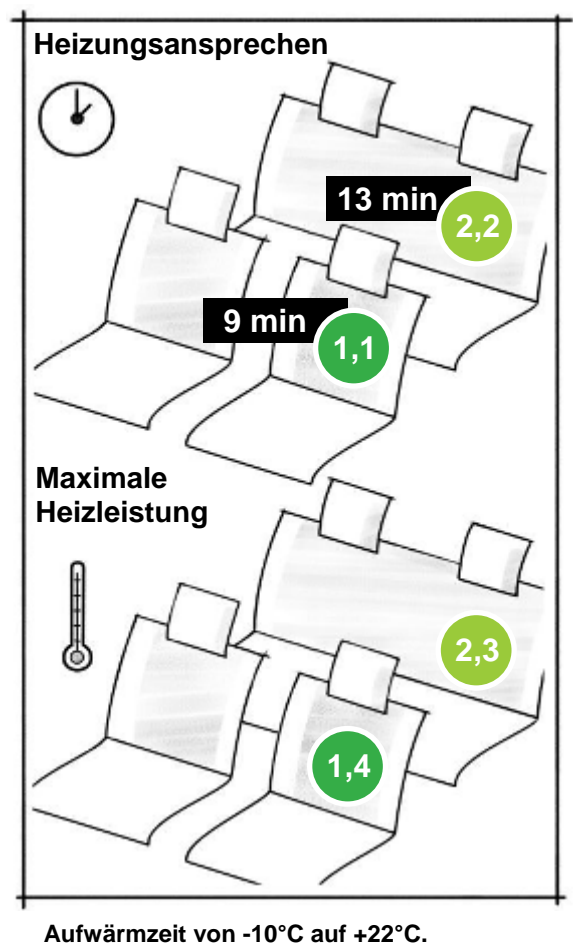 Heizungsansprechen
13 min
2,2
9 min
1,1
Maximale
Heizleistung
2,3
1,4
Aufwärmzeit von -10°C auf +22°C.